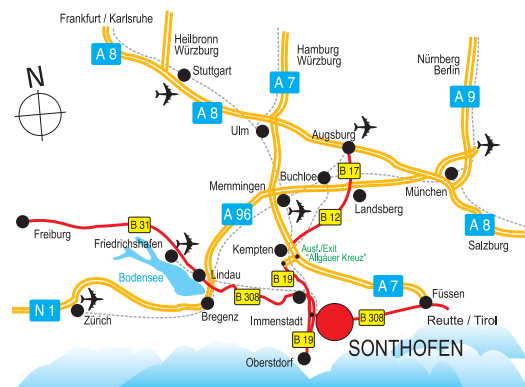 Frankfurt / Karlsruhe
Heilbronn
Würzburg
Hamburg
Würzburg
Nürnberg
Berlin
A 8
A 7
A 9
N
Stuttgart
A 8
Ulm
Augsburg
B 17
Buchloe
München
Memmingen
Landsberg
A 96
B 12
A 8
Salzburg
Freiburg
B 31
Friedrichshafen
Kempten
Ausf./Exit
"Allgäuer Kreuz"
Bodensee
Lindau
B 19
A 7
Füssen
N 1
Zürich
Bregenz
B 308
Immenstadt
B 308
Reutte / Tirol
B 19
SONTHOFEN
Oberstdorf